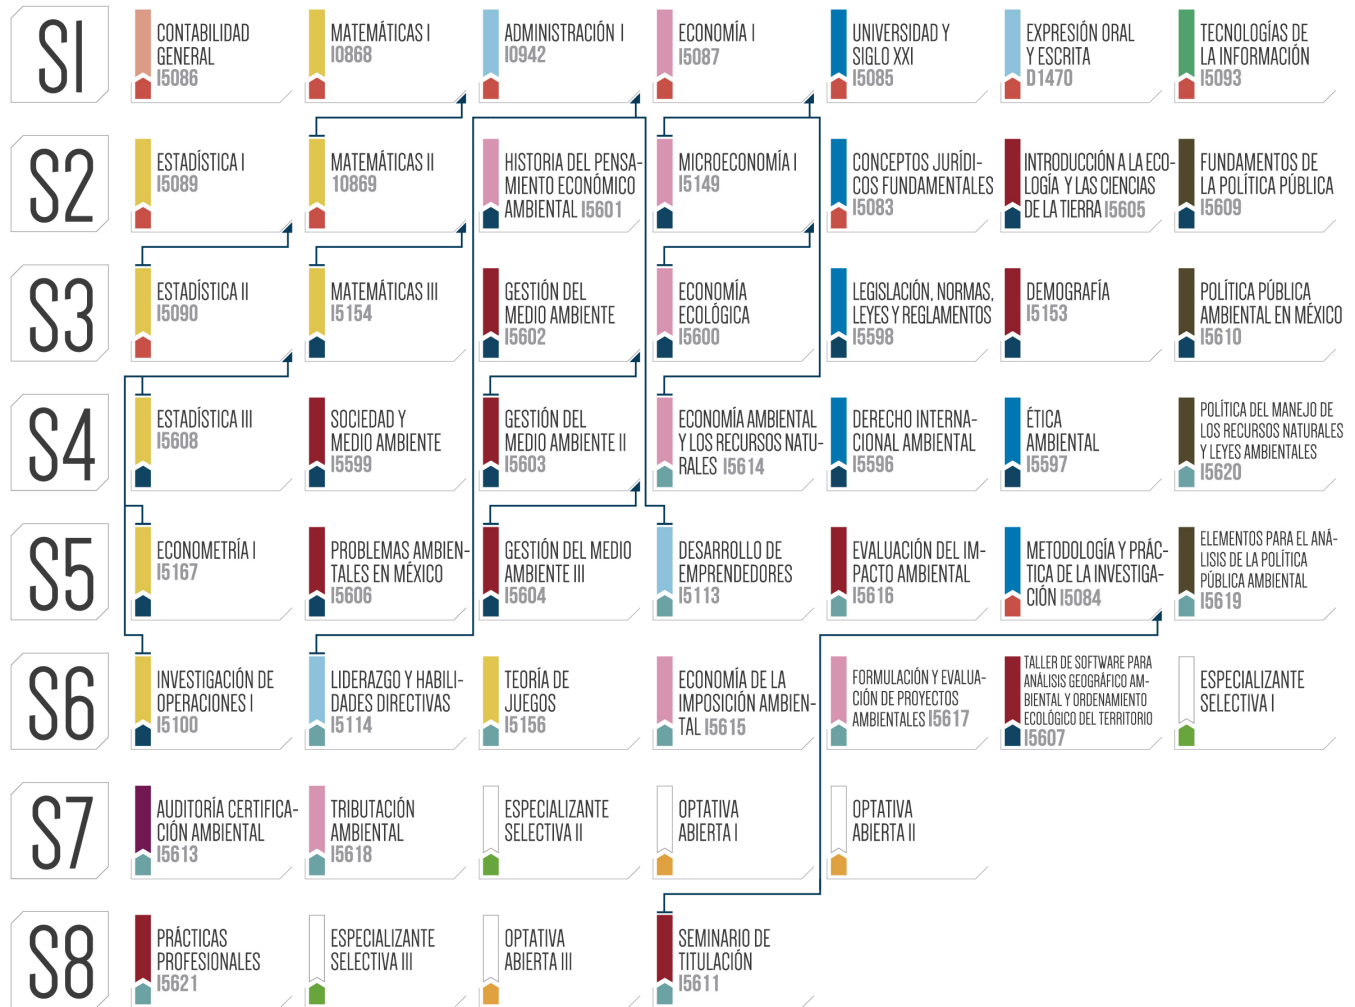 S1
CONTABILIDAD
GENERAL
I5086
MATEMÁTICAS I
I0868
ADMINISTRACIÓN I
I0942
ECONOMÍA I
I5087
UNIVERSIDAD Y
SIGLO XXI
I5085
EXPRESIÓN ORAL
Y ESCRITA
D1470
TECNOLOGÍAS DE
LA INFORMACIÓN
I5093
S2
ESTADÍSTICA I
I5089
MATEMÁTICAS II
10869
HISTORIA DEL PENSA-
MIENTO ECONÓMICO
AMBIENTAL I5601
MICROECONOMÍA I
I5149
CONCEPTOS JURÍDI-
COS FUNDAMENTALES
I5083
INTRODUCCIÓN A LA ECO-
LOGÍA Y LAS CIENCIAS
DE LA TIERRA I5605
FUNDAMENTOS DE
LA POLÍTICA PÚBLICA
I5609
S3
ESTADÍSTICA II
I5090
MATEMÁTICAS III
I5154
GESTIÓN DEL
MEDIO AMBIENTE
I5602
ECONOMÍA
ECOLÓGICA
I5600
LEGISLACIÓN, NORMAS,
LEYES Y REGLAMENTOS
I5598
DEMOGRAFÍA
I5153
POLÍTICA PÚBLICA
AMBIENTAL EN MÉXICO
I5610
S4
ESTADÍSTICA III
I5608
SOCIEDAD Y
MEDIO AMBIENTE
I5599
GESTIÓN DEL
MEDIO AMBIENTE II
I5603
ECONOMÍA AMBIENTAL
Y LOS RECURSOS NATU-
RALES I5614
DERECHO INTERNA-
CIONAL AMBIENTAL
I5596
ÉTICA
AMBIENTAL
I5597
POLÍTICA DEL MANEJO DE
LOS RECURSOS NATURALES
Y LEYES AMBIENTALES
I5620
S5
ECONOMETRÍA I
I5167
PROBLEMAS AMBIEN-
TALES EN MÉXICO
I5606
GESTIÓN DEL MEDIO
AMBIENTE III
I5604
DESARROLLO DE
EMPRENDEDORES
I5113
EVALUACIÓN DEL IM-
PACTO AMBIENTAL
I5616
METODOLOGÍA Y PRÁC-
TICA DE LA INVESTIGA-
CIÓN I5084
ELEMENTOS PARA EL ANÁ-
LISIS DE LA POLÍTICA
PÚBLICA AMBIENTAL
I5619
S6
INVESTIGACIÓN DE
OPERACIONES I
I5100
LIDERAZGO Y HABILI-
DADES DIRECTIVAS
I5114
TEORÍA DE
JUEGOS
I5156
ECONOMÍA DE LA
IMPOSICIÓN AMBIEN-
TAL I5615
FORMULACIÓN Y EVALUA-
CIÓN DE PROYECTOS
AMBIENTALES I5617
TALLER DE SOFTWARE PARA
ANÁLISIS GEOGRÁFICO AM-
BIENTAL Y ORDENAMIENTO
ECOLÓGICO DEL TERRITORIO
I5607
ESPECIALIZANTE
SELECTIVA I
S7
AUDITORÍA CERTIFICA-
CIÓN AMBIENTAL
I5613
TRIBUTACIÓN
AMBIENTAL
I5618
ESPECIALIZANTE
SELECTIVA II
OPTATIVA
ABIERTA I
OPTATIVA
ABIERTA II
S8
PRÁCTICAS
PROFESIONALES
I5621
ESPECIALIZANTE
SELECTIVA III
OPTATIVA
ABIERTA III
SEMINARIO DE
TITULACIÓN
I5611